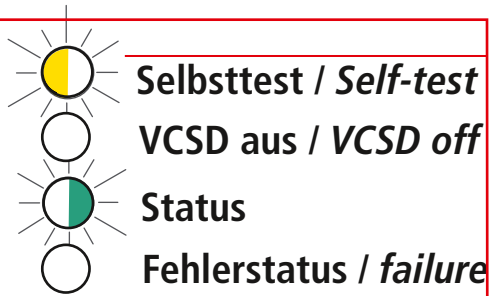 Selbsttest / Self-test
VCSD aus / VCSD off
Status
Fehlerstatus / failure